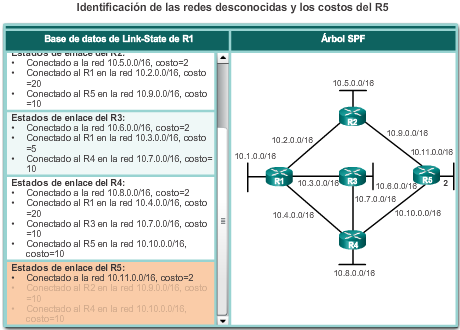 Identificación de las redes desconocidas y los costos del R5
Base de datos de Link-State de R1
Árbol SPF
Estados de enlace del R2:
• Conectado a la red 10.5.0.0/16, costo=2
• Conectado al R1 en la red 10.2.0.0/16, costo
=20
• Conectado al R5 en la red 10.9.0.0/16, costo
=10
Estados de enlace del R3:
• Conectado a la red 10.6.0.0/16, costo=2
• Conectado al R1 en la red 10.3.0.0/16, costo
=5
• Conectado al R4 en la red 10.7.0.0/16, costo=
10
Estados de enlace del R4:
• Conectado a la red 10.8.0.0/16, costo=2
• Conectado al R1 en la red 10.4.0.0/16, costo
=20
• Conectado al R3 en la red 10.7.0.0/16, costo
=10
• Conectado al R5 en la red 10.10.0.0/16,
costo=10
Estados de enlace del R5:
• Conectado a la red 10.11.0.0/16, costo=2
• Conectado al R2 en la red 10.9.0.0/16, costo
=10
• Conectado al R4 en la red 10.10.0.0/16,
costo=10
10.5.0.0/16
R2
10.2.0.0/16
10.9.0.0/16
10.1.0.0/16
10.11.0.0/16
R1
10.3.0.0/16
R3
10.6.0.0/16
R5
2
10.7.0.0/16
10.4.0.0/16
10.10.0.0/16
R4
10.8.0.0/16